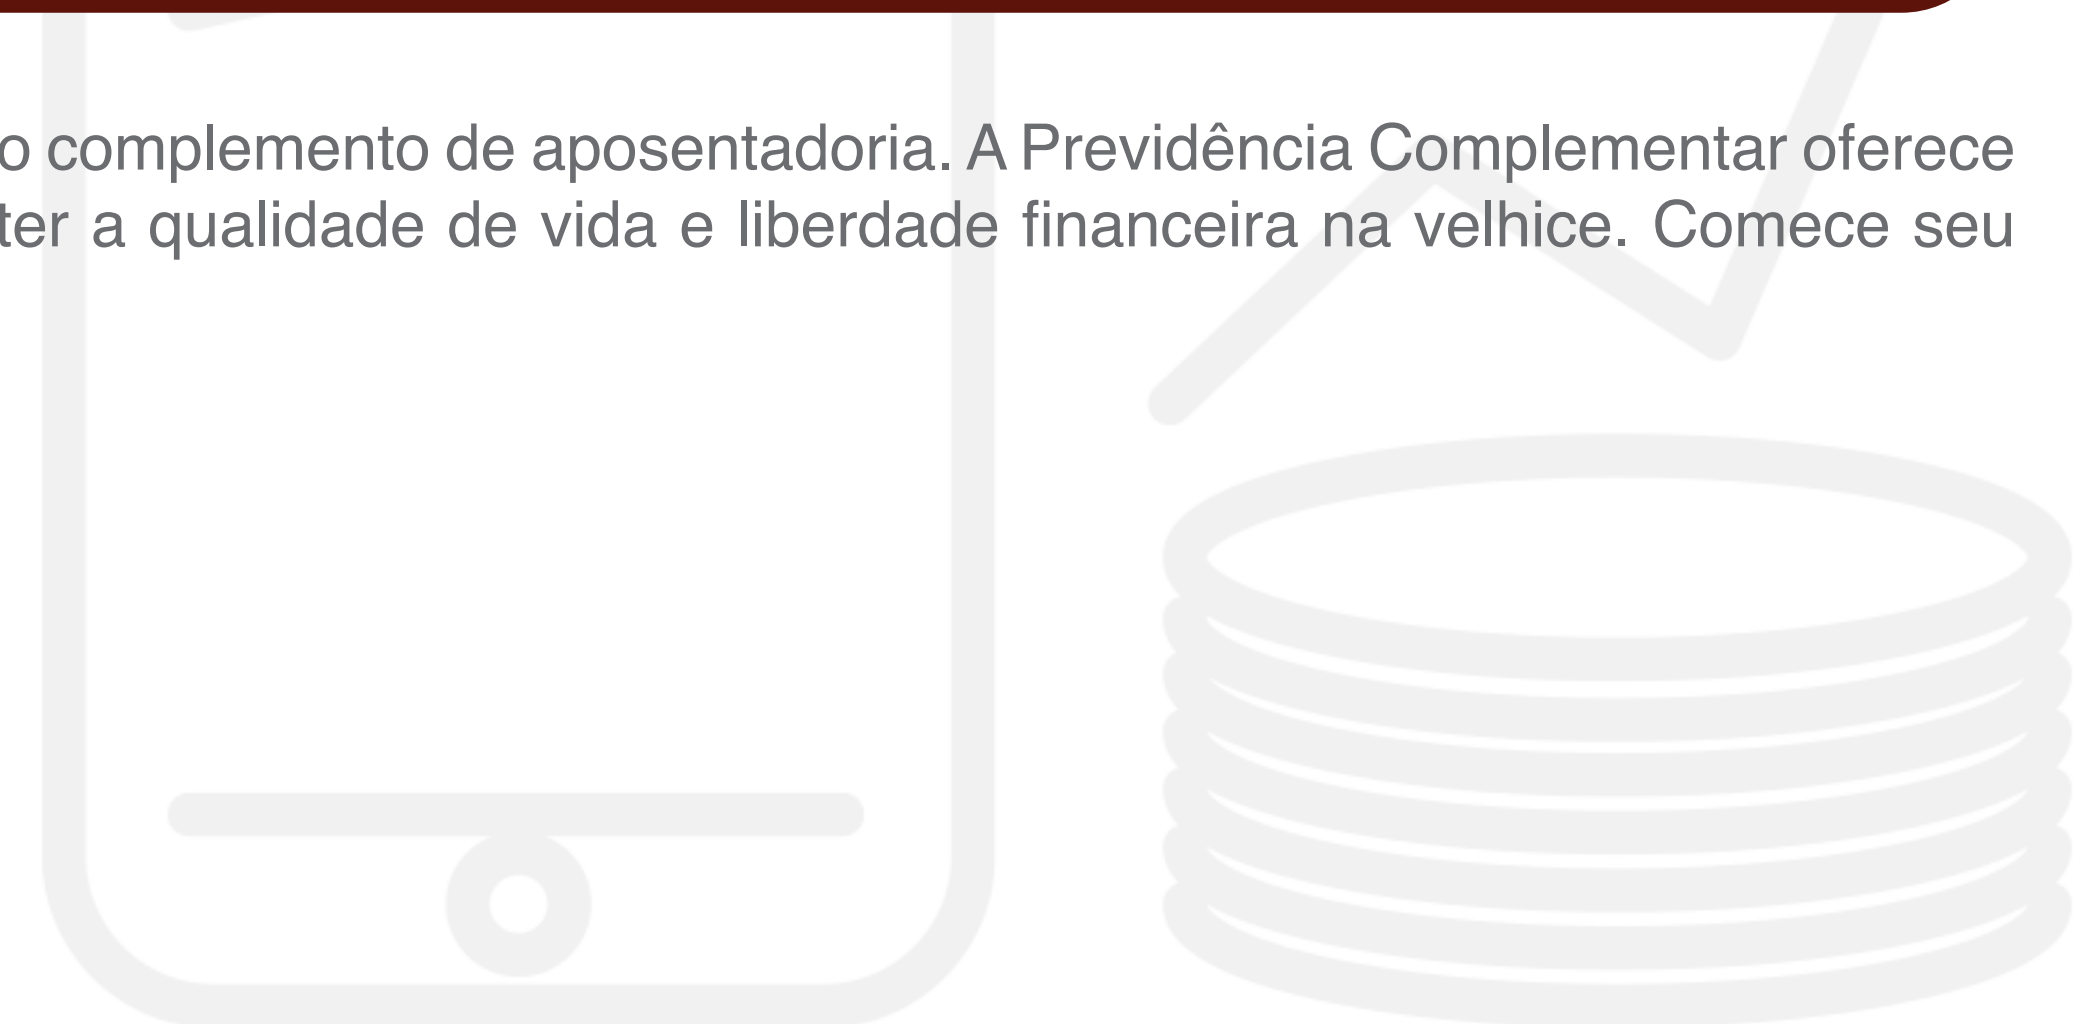 o complemento de aposentadoria. A Previdência Complementar oferece
ter a qualidade de vida e liberdade financeira na velhice. Comece seu